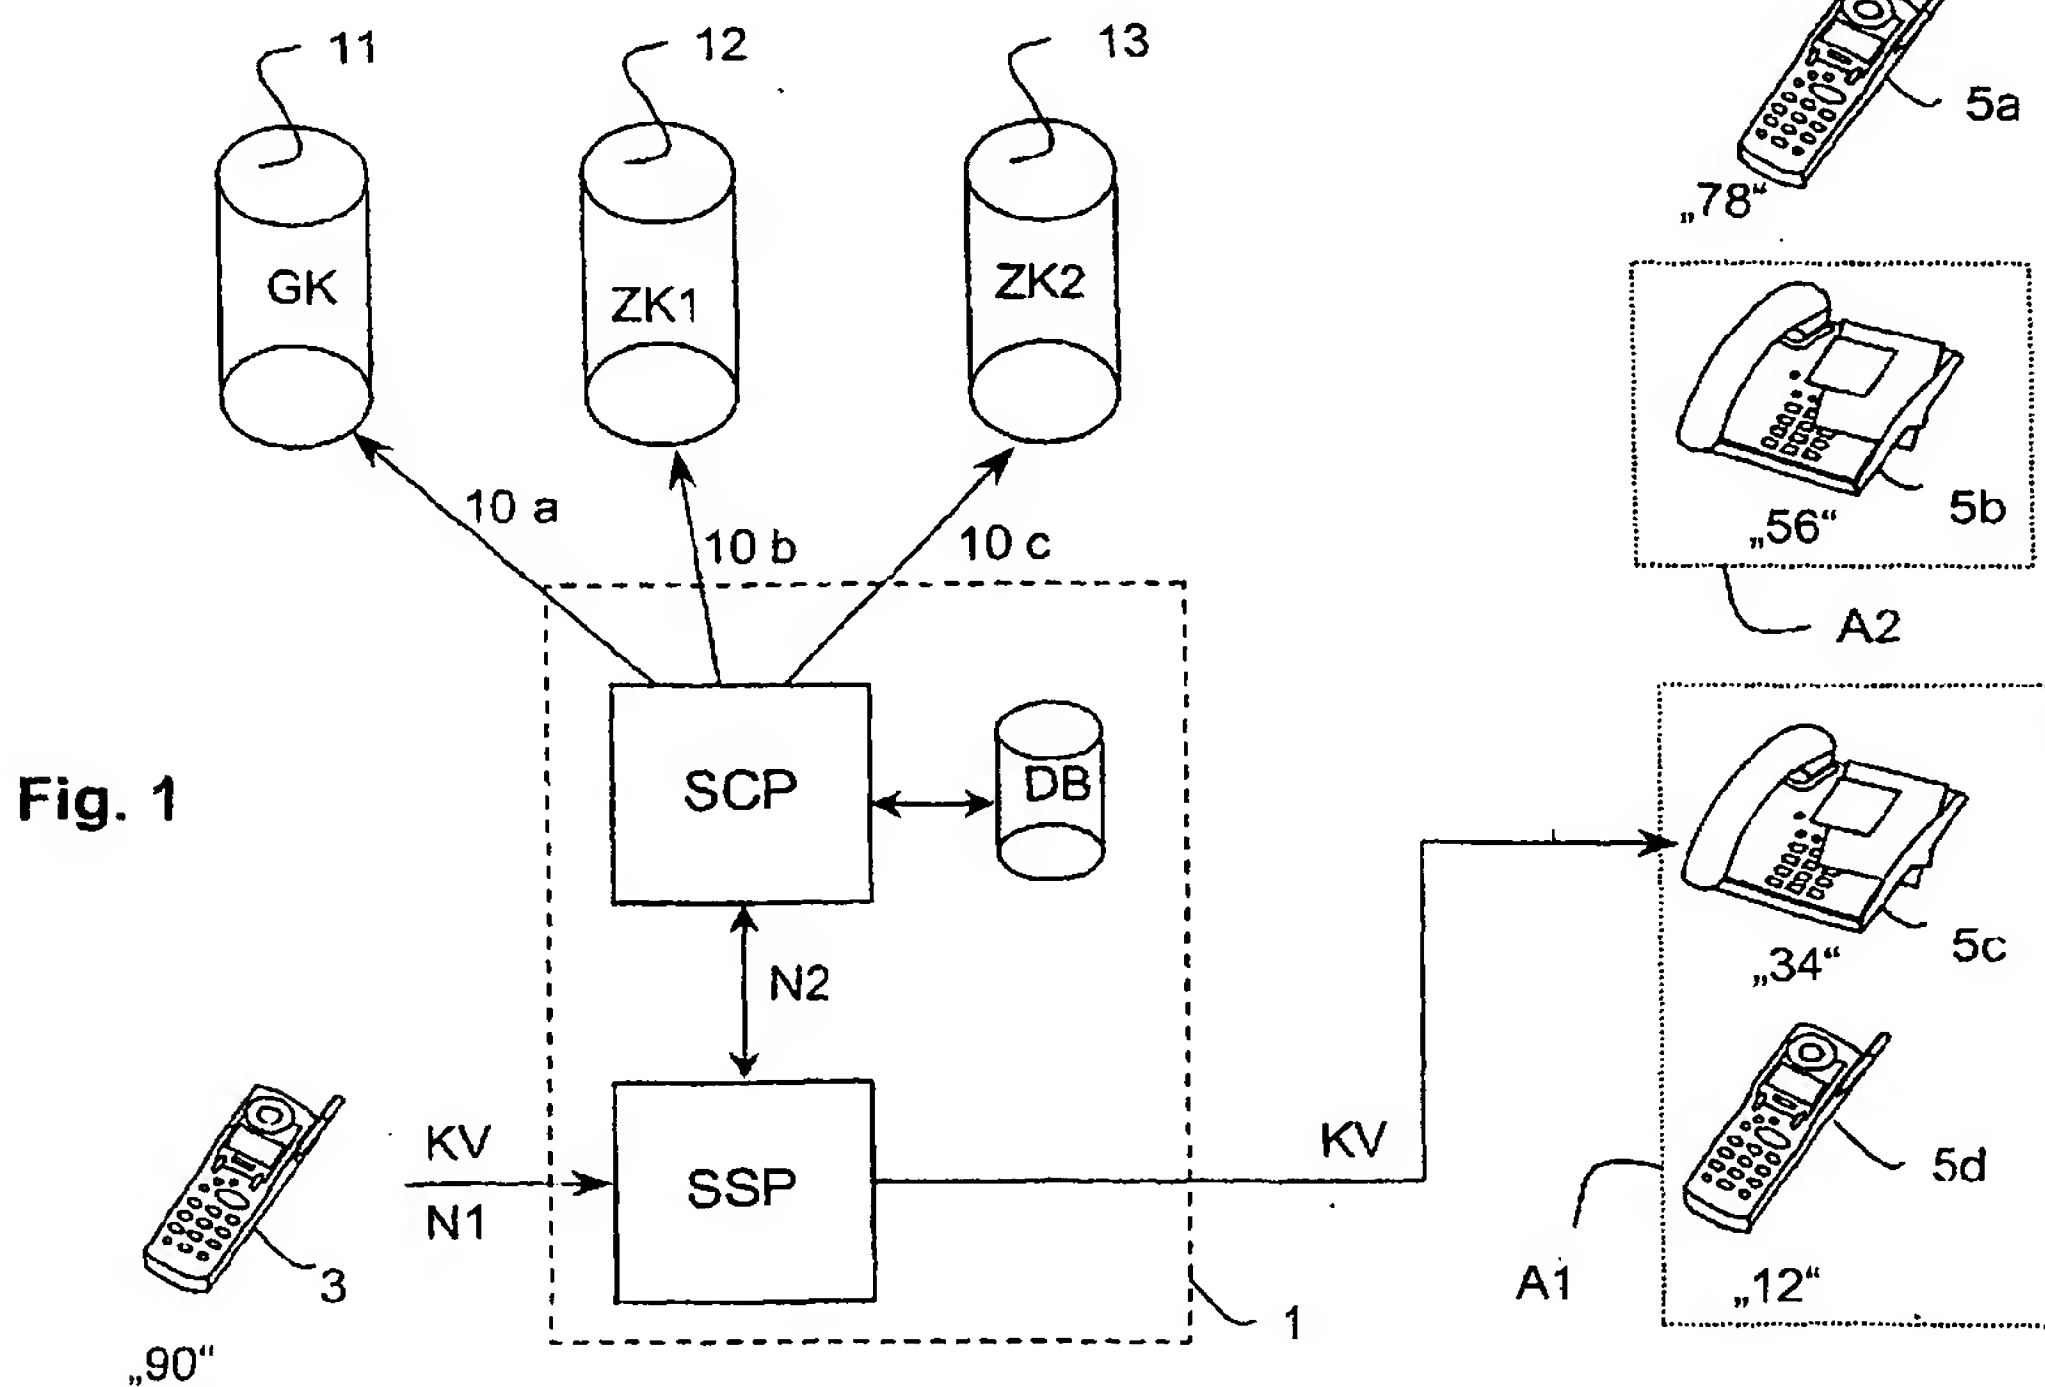 11
12
13
5a
„78“
GK
ZK1
ZK2
10 a
10 b
10 c
5b
„56“
A2
SCP
DB
Fig. 1
5c
„34“
N2
KV
N1
SSP
KV
5d
A1
„12“
3
1
„90“